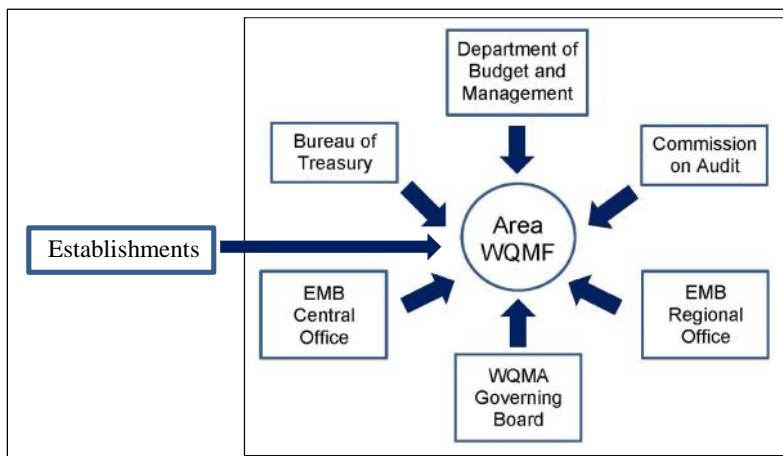 Department of
Budget and
Management
Bureau of
Treasury
Commission
on Audit
Area
WQMF
Establishments
EMB
Central
Office
EMB
Regional
Office
WQMA
Governing
Board